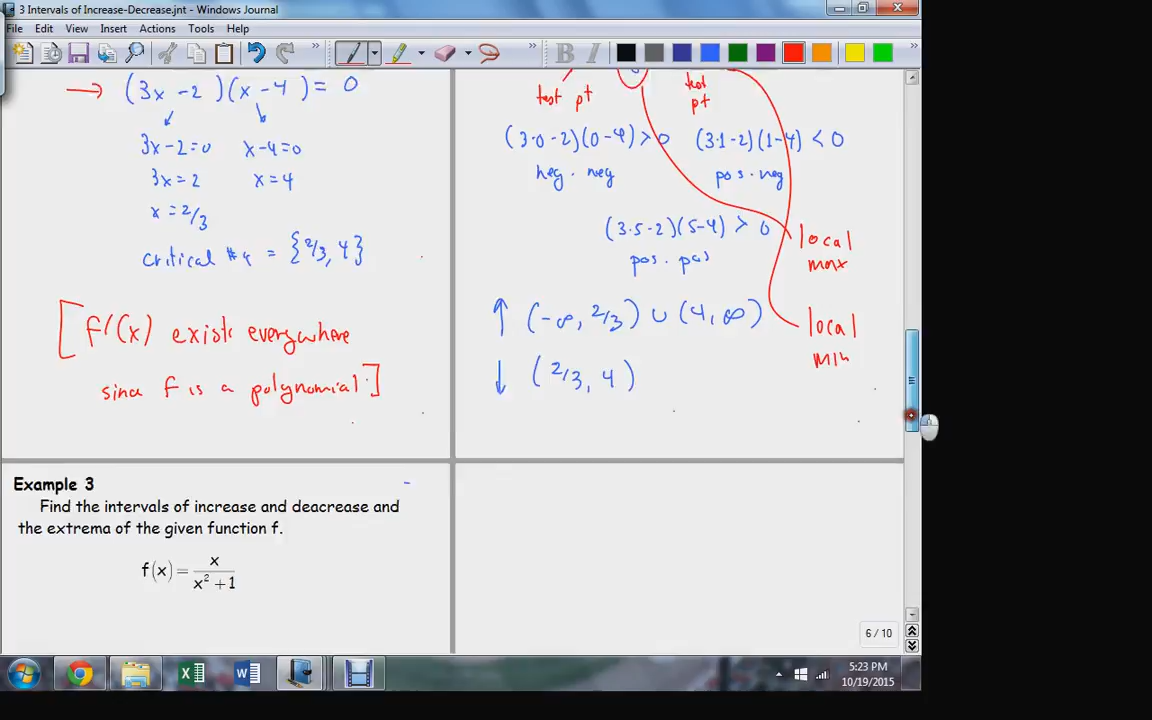 3 Intervals of Increase-Decrease.jnt - Windows Journal
File Edit View Insert Actions Tools Help
→ (3x - 2)(x - 4) = 0
3x - 2 = 0 x - 4 = 0
3x = 2 x = 4
x = 2/3
critical #s = {2/3, 4}
[f'(x) exists everywhere
since f is a polynomial.]
test pt test
pt
(3·0 - 2)(0 - 4) > 0 (3·1 - 2)(1 - 4) < 0
neg · neg pos · neg
(3·5 - 2)(5 - 4) > 0
pos · pos
local
max
↑ (-∞, 2/3) ∪ (4, ∞)
local
min
↓ (2/3, 4)
Example 3
Find the intervals of increase and deacrease and
the extrema of the given function f.
f(x) = x / (x² + 1)
6 / 10
5:23 PM
10/19/2015